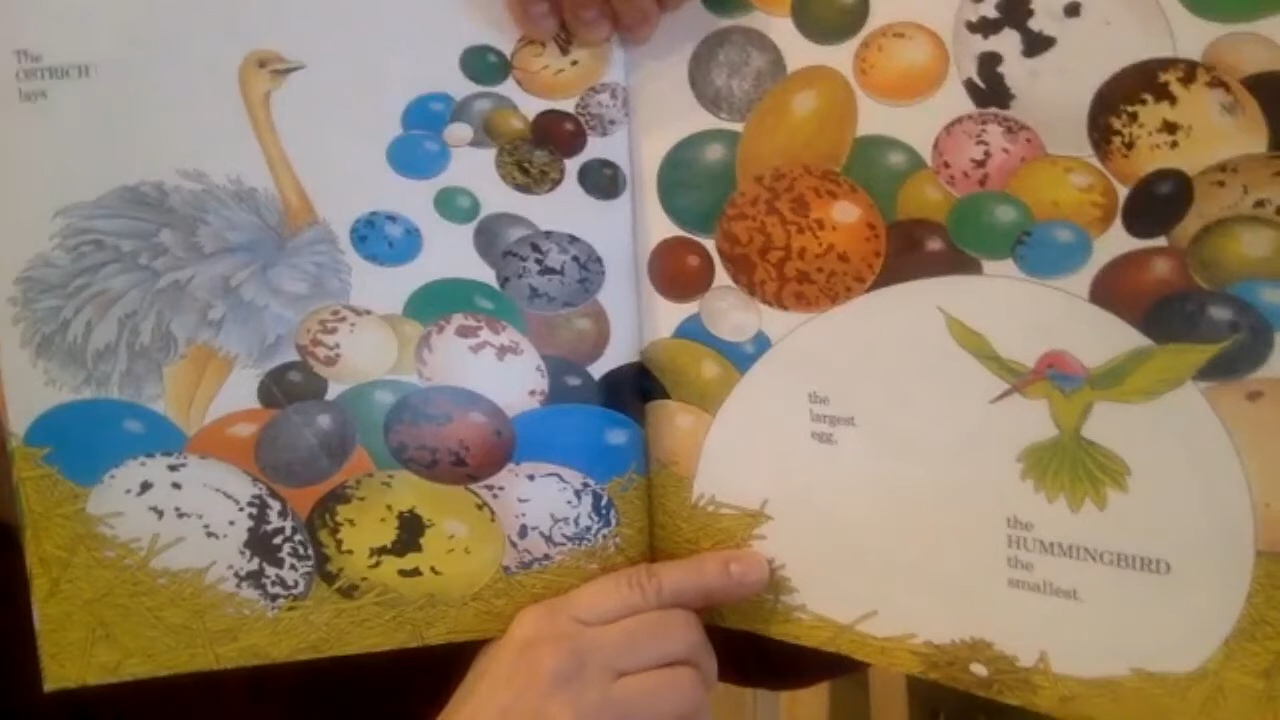 The
OSTRICH
lays
the
largest
egg,
the
HUMMINGBIRD
the
smallest.